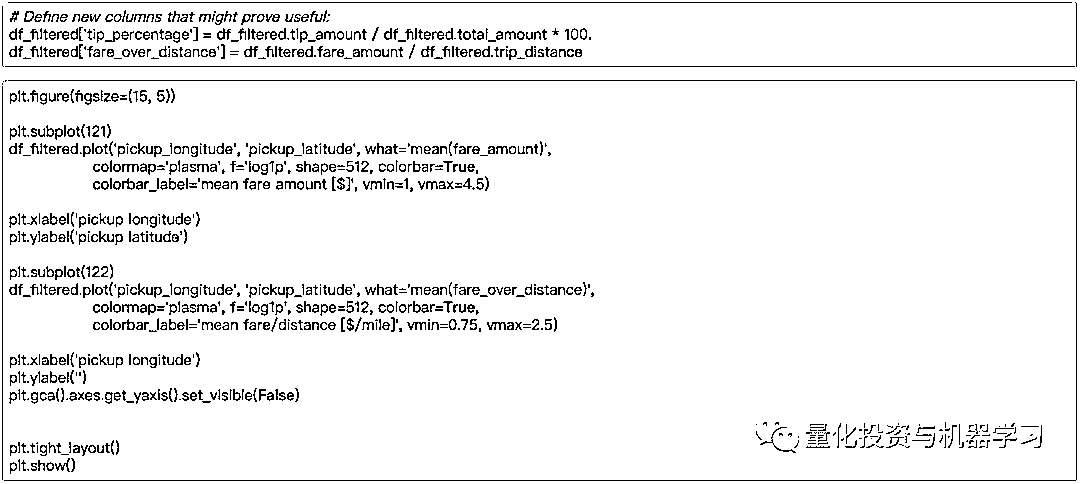 # Define new columns that might prove useful:
df_filtered['tip_percentage'] = df_filtered.tip_amount / df_filtered.total_amount * 100.
df_filtered['fare_over_distance'] = df_filtered.fare_amount / df_filtered.trip_distance
plt.figure(figsize=(15, 5))
plt.subplot(121)
df_filtered.plot('pickup_longitude', 'pickup_latitude', what='mean(fare_amount)',
colormap='plasma', f='log1p', shape=512, colorbar=True,
colorbar_label='mean fare amount [$]', vmin=1, vmax=4.5)
plt.xlabel('pickup longitude')
plt.ylabel('pickup latitude')
plt.subplot(122)
df_filtered.plot('pickup_longitude', 'pickup_latitude', what='mean(fare_over_distance)',
colormap='plasma', f='log1p', shape=512, colorbar=True,
colorbar_label='mean fare/distance [$/mile]', vmin=0.75, vmax=2.5)
plt.xlabel('pickup longitude')
plt.ylabel('')
plt.gca().axes.get_yaxis().set_visible(False)
plt.tight_layout()
plt.show()
量化投资与机器学习